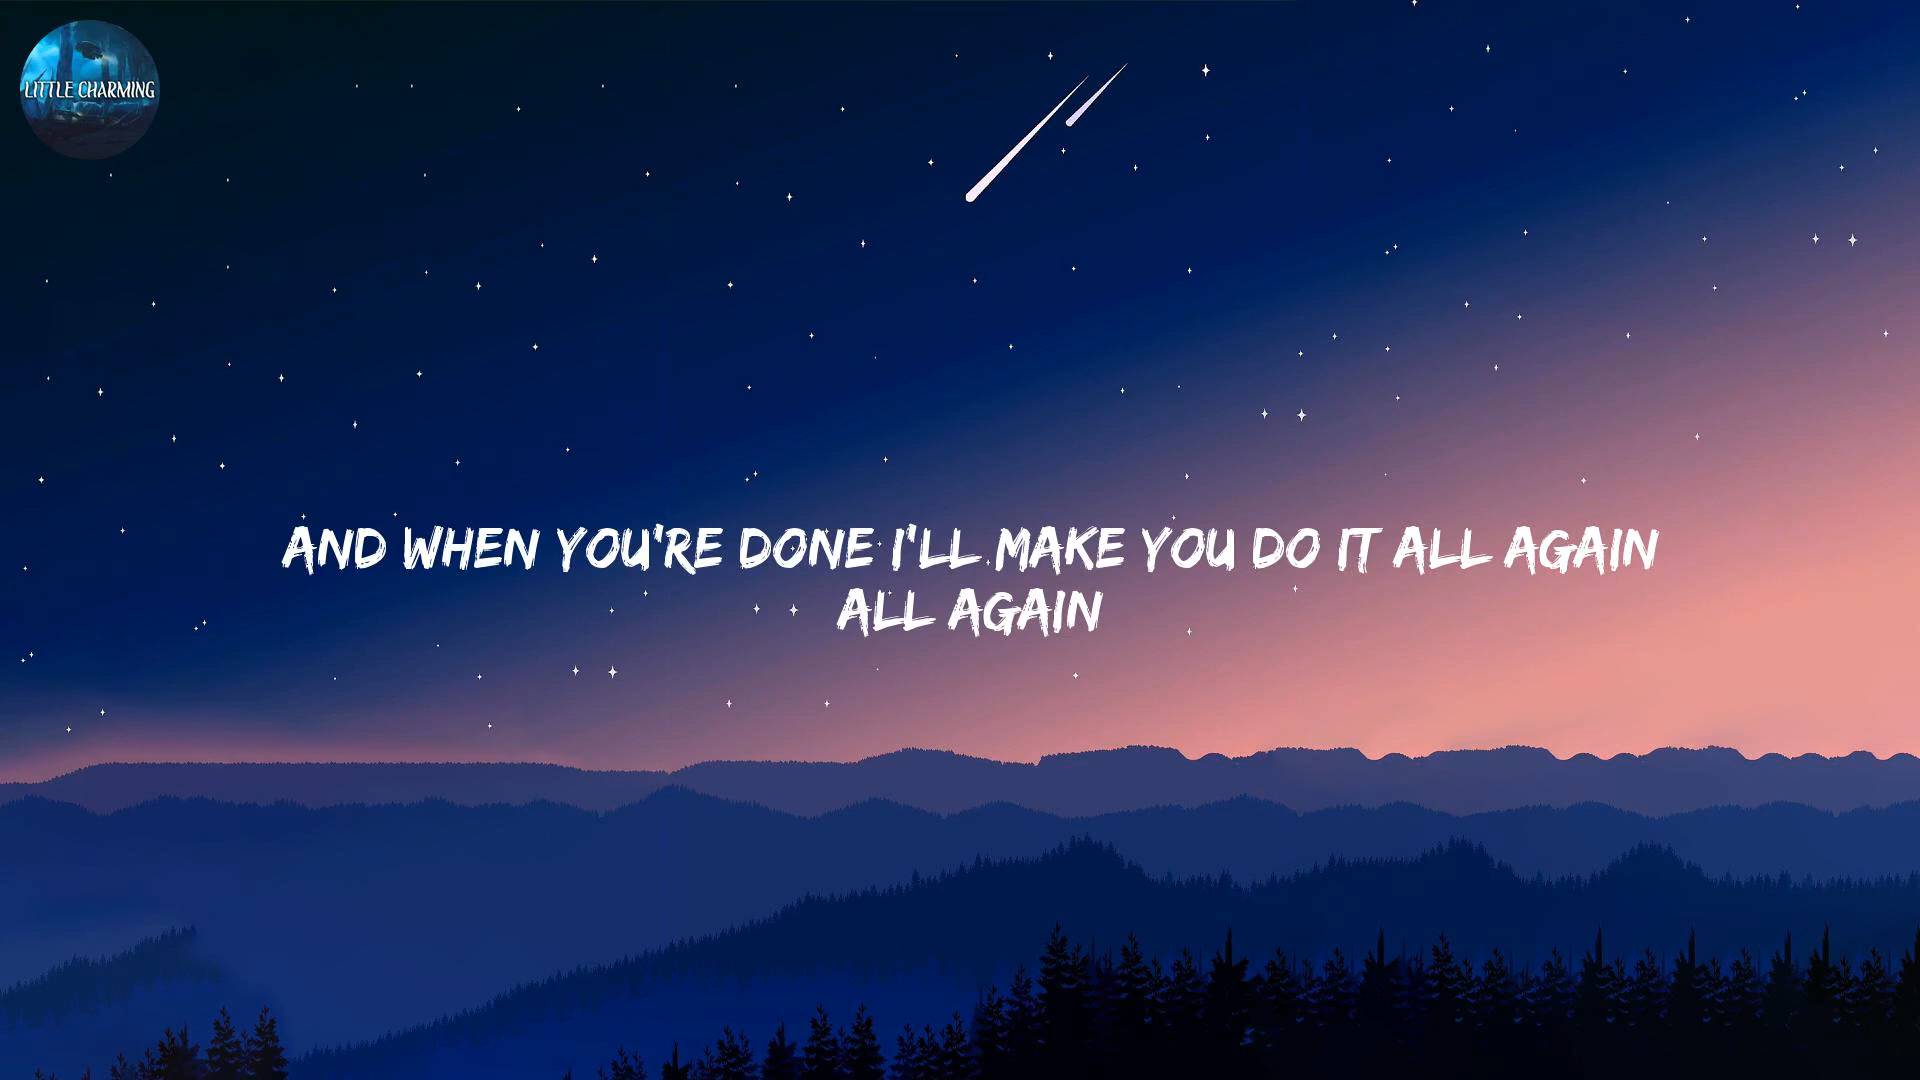 LITTLE CHARMING
AND WHEN YOU'RE DONE I'LL MAKE YOU DO IT ALL AGAIN
ALL AGAIN